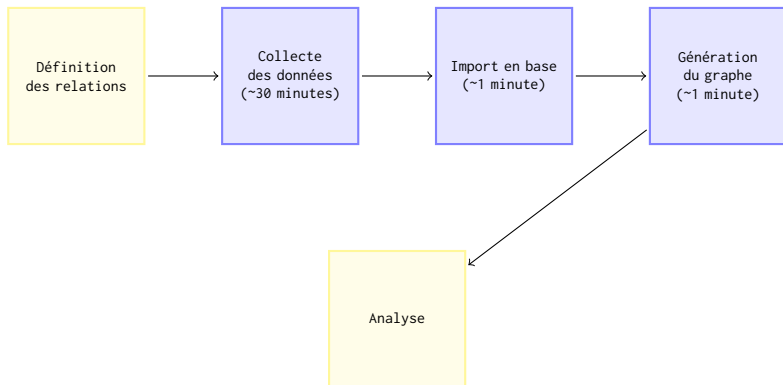 Définition
des relations
Collecte
des données
(~30 minutes)
Import en base
(~1 minute)
Génération
du graphe
(~1 minute)
Analyse